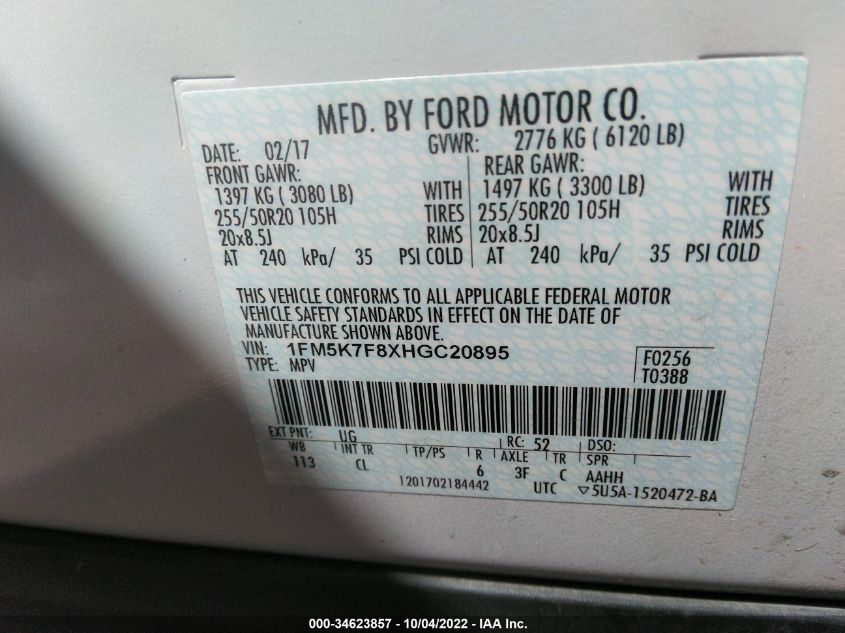 MFD. BY FORD MOTOR CO.
DATE: 02/17 GVWR: 2776 KG ( 6120 LB)
FRONT GAWR: REAR GAWR:
1397 KG ( 3080 LB) WITH 1497 KG ( 3300 LB) WITH
255/50R20 105H TIRES 255/50R20 105H TIRES
20x8.5J RIMS 20x8.5J RIMS
AT 240 kPa/ 35 PSI COLD AT 240 kPa/ 35 PSI COLD
THIS VEHICLE CONFORMS TO ALL APPLICABLE FEDERAL MOTOR
VEHICLE SAFETY STANDARDS IN EFFECT ON THE DATE OF
MANUFACTURE SHOWN ABOVE.
VIN: 1FM5K7F8XHGC20895 F0256
TYPE: MPV T0388
EXT PNT: UG RC: 52 DSO:
WB INT TR TP/PS R AXLE TR SPR
113 CL 6 3F C AAHH
1201702184442 UTC ▽5U5A-1520472-BA
000-34623857 - 10/04/2022 - IAA Inc.